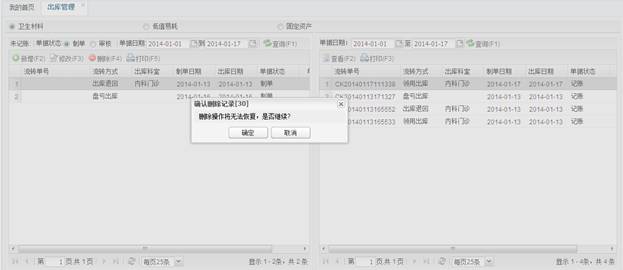 我的首页 出库管理
卫生材料 低值易耗 固定资产
未记账: 单据状态 制单 审核 单据日期: 2014-01-01 到 2014-01-17 查询(F1)
新增(F2) 修改(F3) 删除(F4) 打印(F5)
流转单号 流转方式 出库科室 制单日期 出库日期 单据状态
1 出库退回 内科门诊 2014-01-13 2014-01-13 制单
2 盘亏出库 制单
单据日期: 2014-01-01 至 2014-01-17 查询(F1)
查看(F2) 打印(F3)
流转单号 流转方式 出库科室 制单日期 出库日期 单据状态
CK20140117111338 领用出库 内科门诊 2014-01-17 2014-01-17 记账
CK20140113171327 盘亏出库 2014-01-13 2014-01-13 记账
出库退回 内科门诊 2014-01-13 2014-01-13 记账
领用出库 内科门诊 2014-01-13 2014-01-13 记账
确认删除记录[30]
删除操作将无法恢复，是否继续?
确定 取消
第 1 页,共 1 页 每页25条 显示 1 - 2条，共 2 条
第 1 页,共 1 页 每页25条 显示 1 - 4条，共 4 条